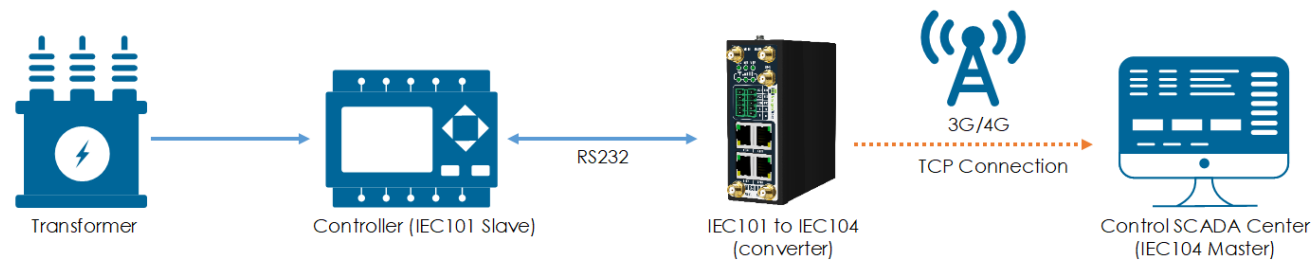 3G/4G
RS232
TCP Connection
Transformer
Controller (IEC101 Slave)
IEC101 to IEC104
(converter)
Control SCADA Center
(IEC104 Master)